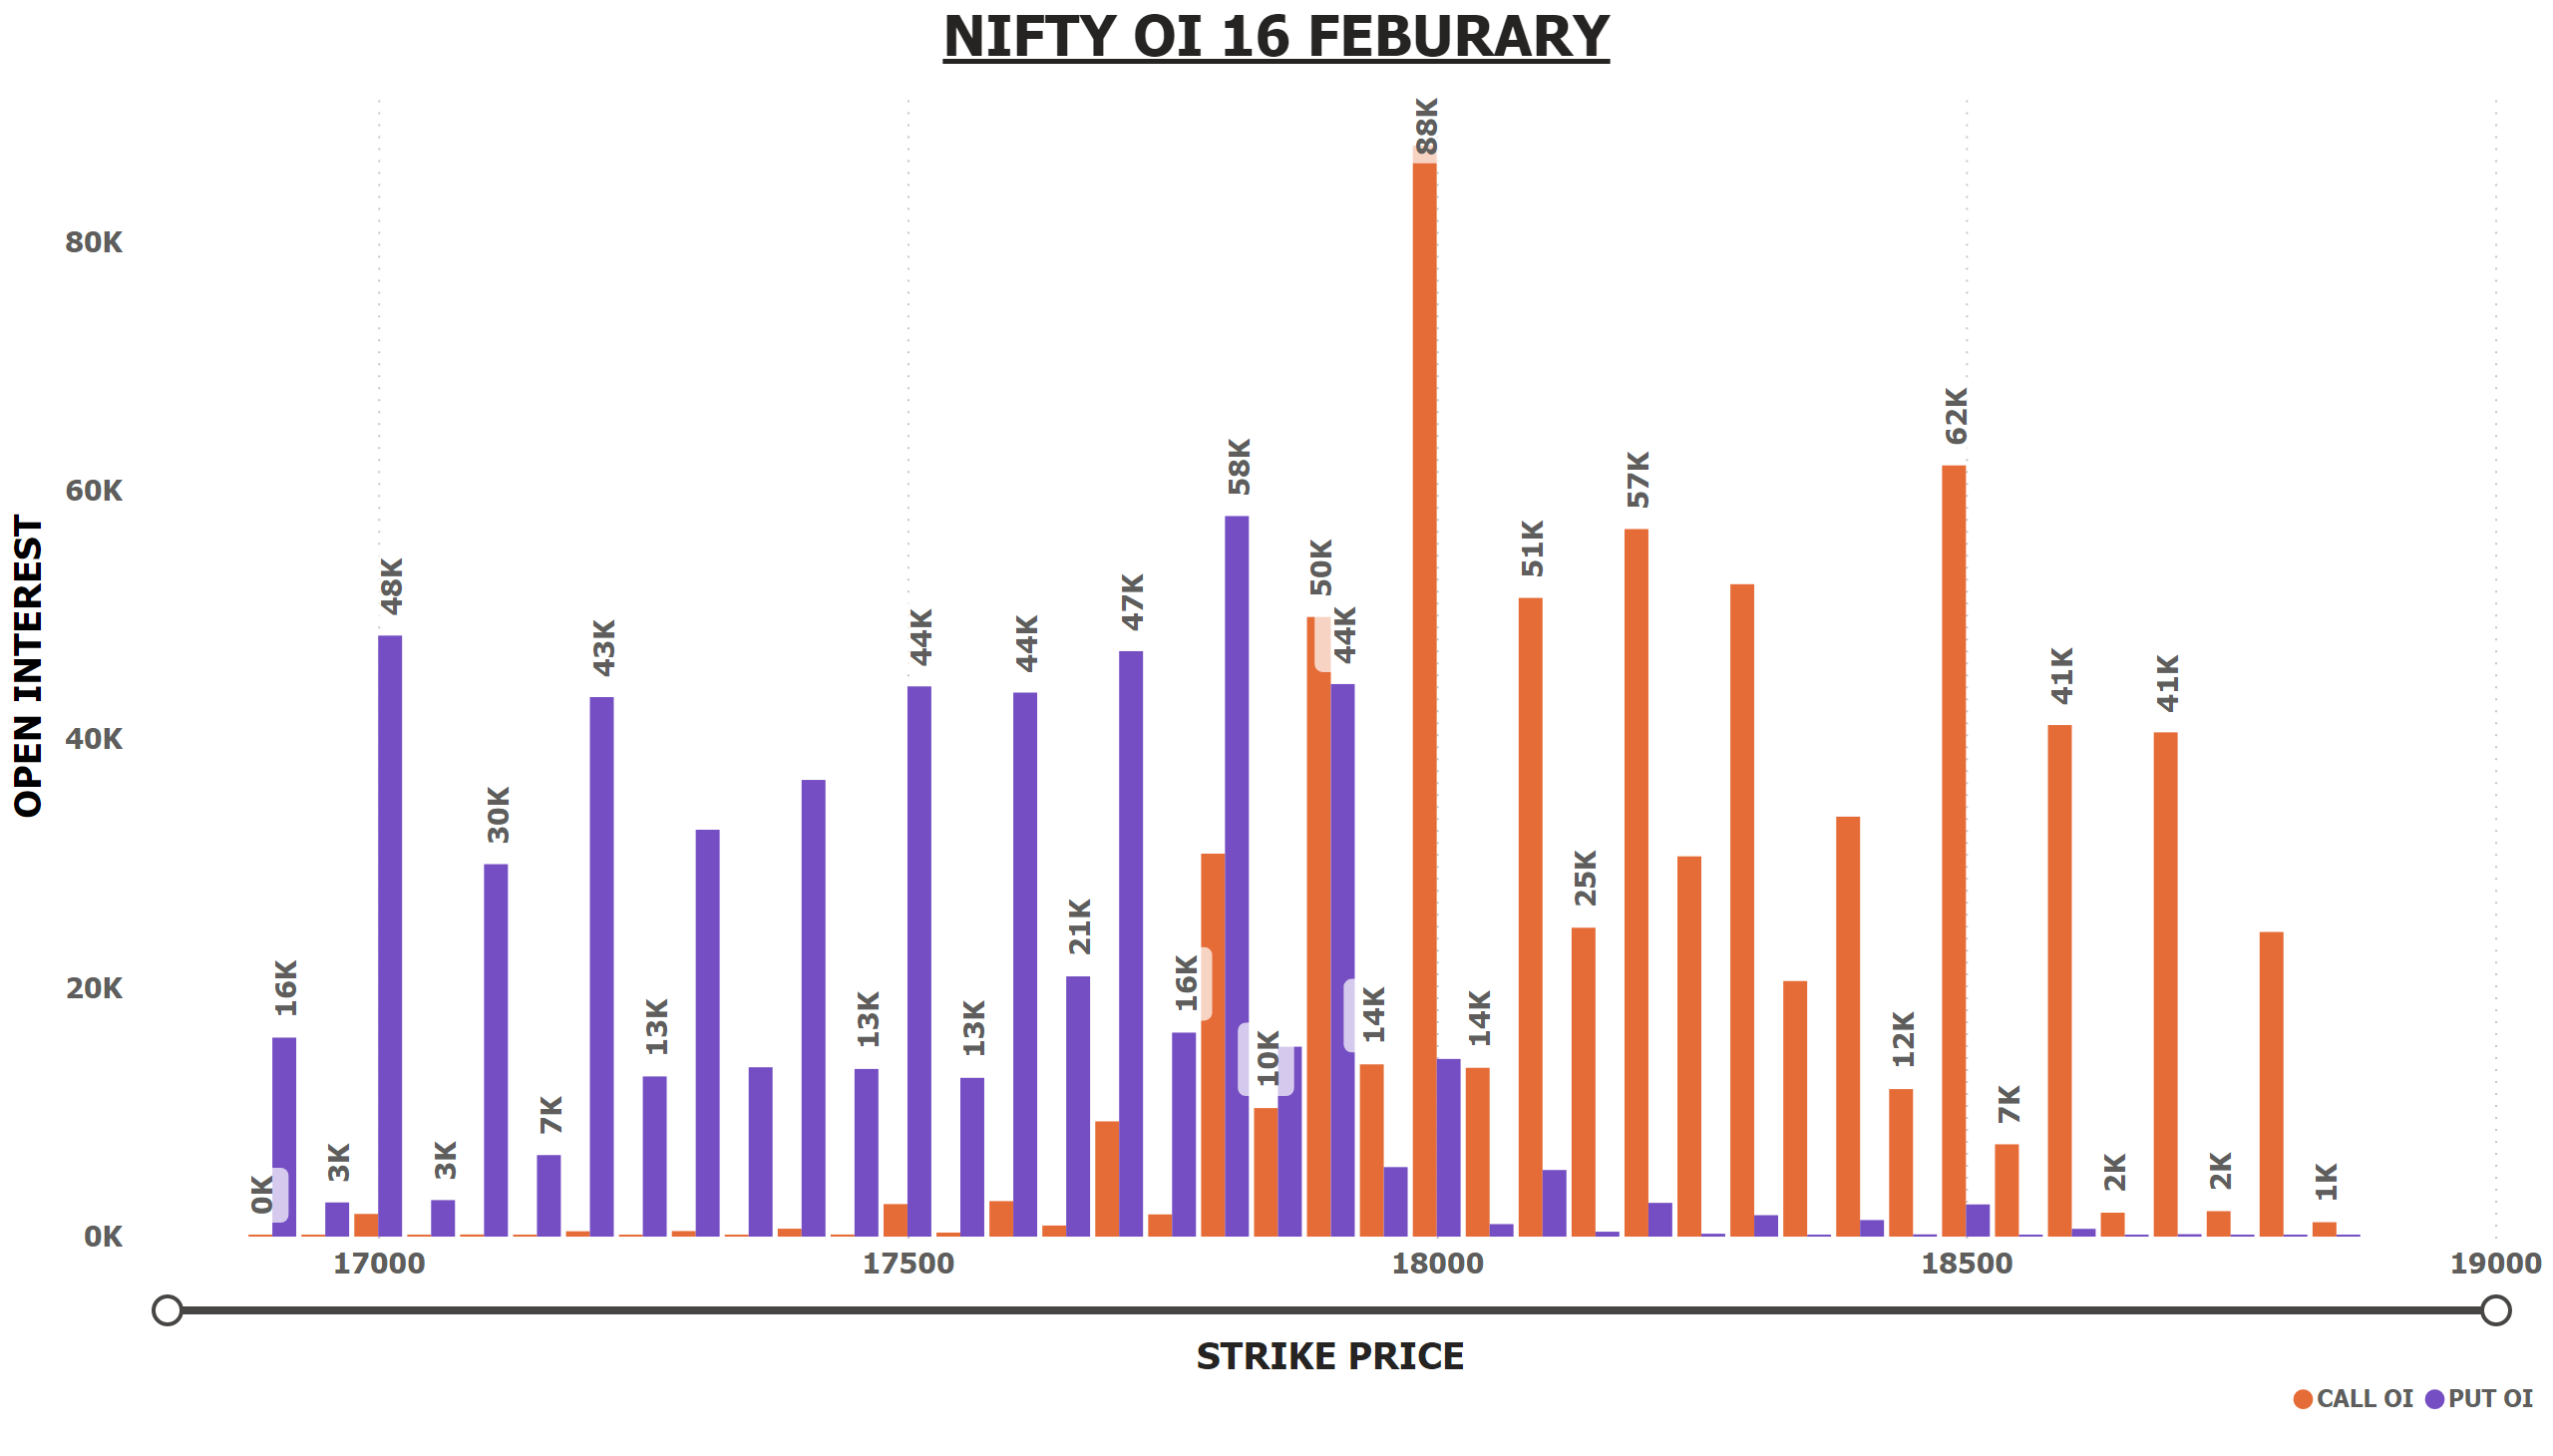 NIFTY OI 16 FEBURARY
OPEN INTEREST
80K
60K
40K
20K
0K
0K
16K
3K
48K
3K
30K
7K
43K
13K
13K
44K
13K
44K
21K
47K
16K
58K
10K
50K
44K
14K
88K
14K
51K
25K
57K
12K
62K
7K
41K
2K
41K
2K
1K
17000 17500 18000 18500 19000
STRIKE PRICE
CALL OI PUT OI